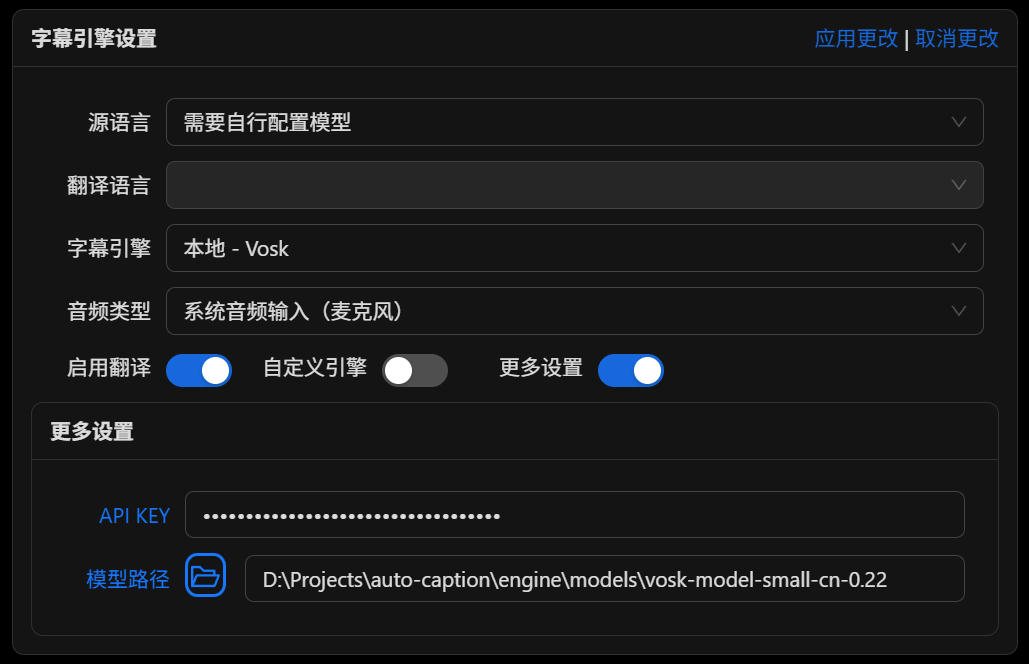 字幕引擎设置 应用更改 | 取消更改
源语言 需要自行配置模型
翻译语言
字幕引擎 本地 - Vosk
音频类型 系统音频输入（麦克风）
启用翻译 自定义引擎 更多设置
更多设置
API KEY •••••••••••••••••••••••••••••••••••
模型路径 D:\Projects\auto-caption\engine\models\vosk-model-small-cn-0.22